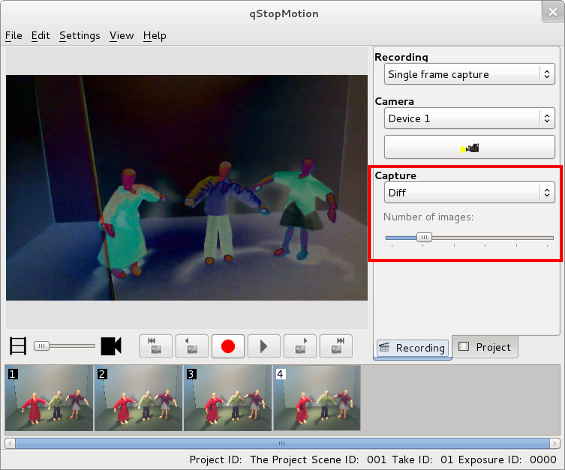 qStopMotion
File Edit Settings View Help
Recording
Single frame capture
Camera
Device 1
Capture
Diff
Number of images:
Recording Project
1 2 3 4
Project ID: The Project Scene ID: 001 Take ID: 01 Exposure ID: 0000